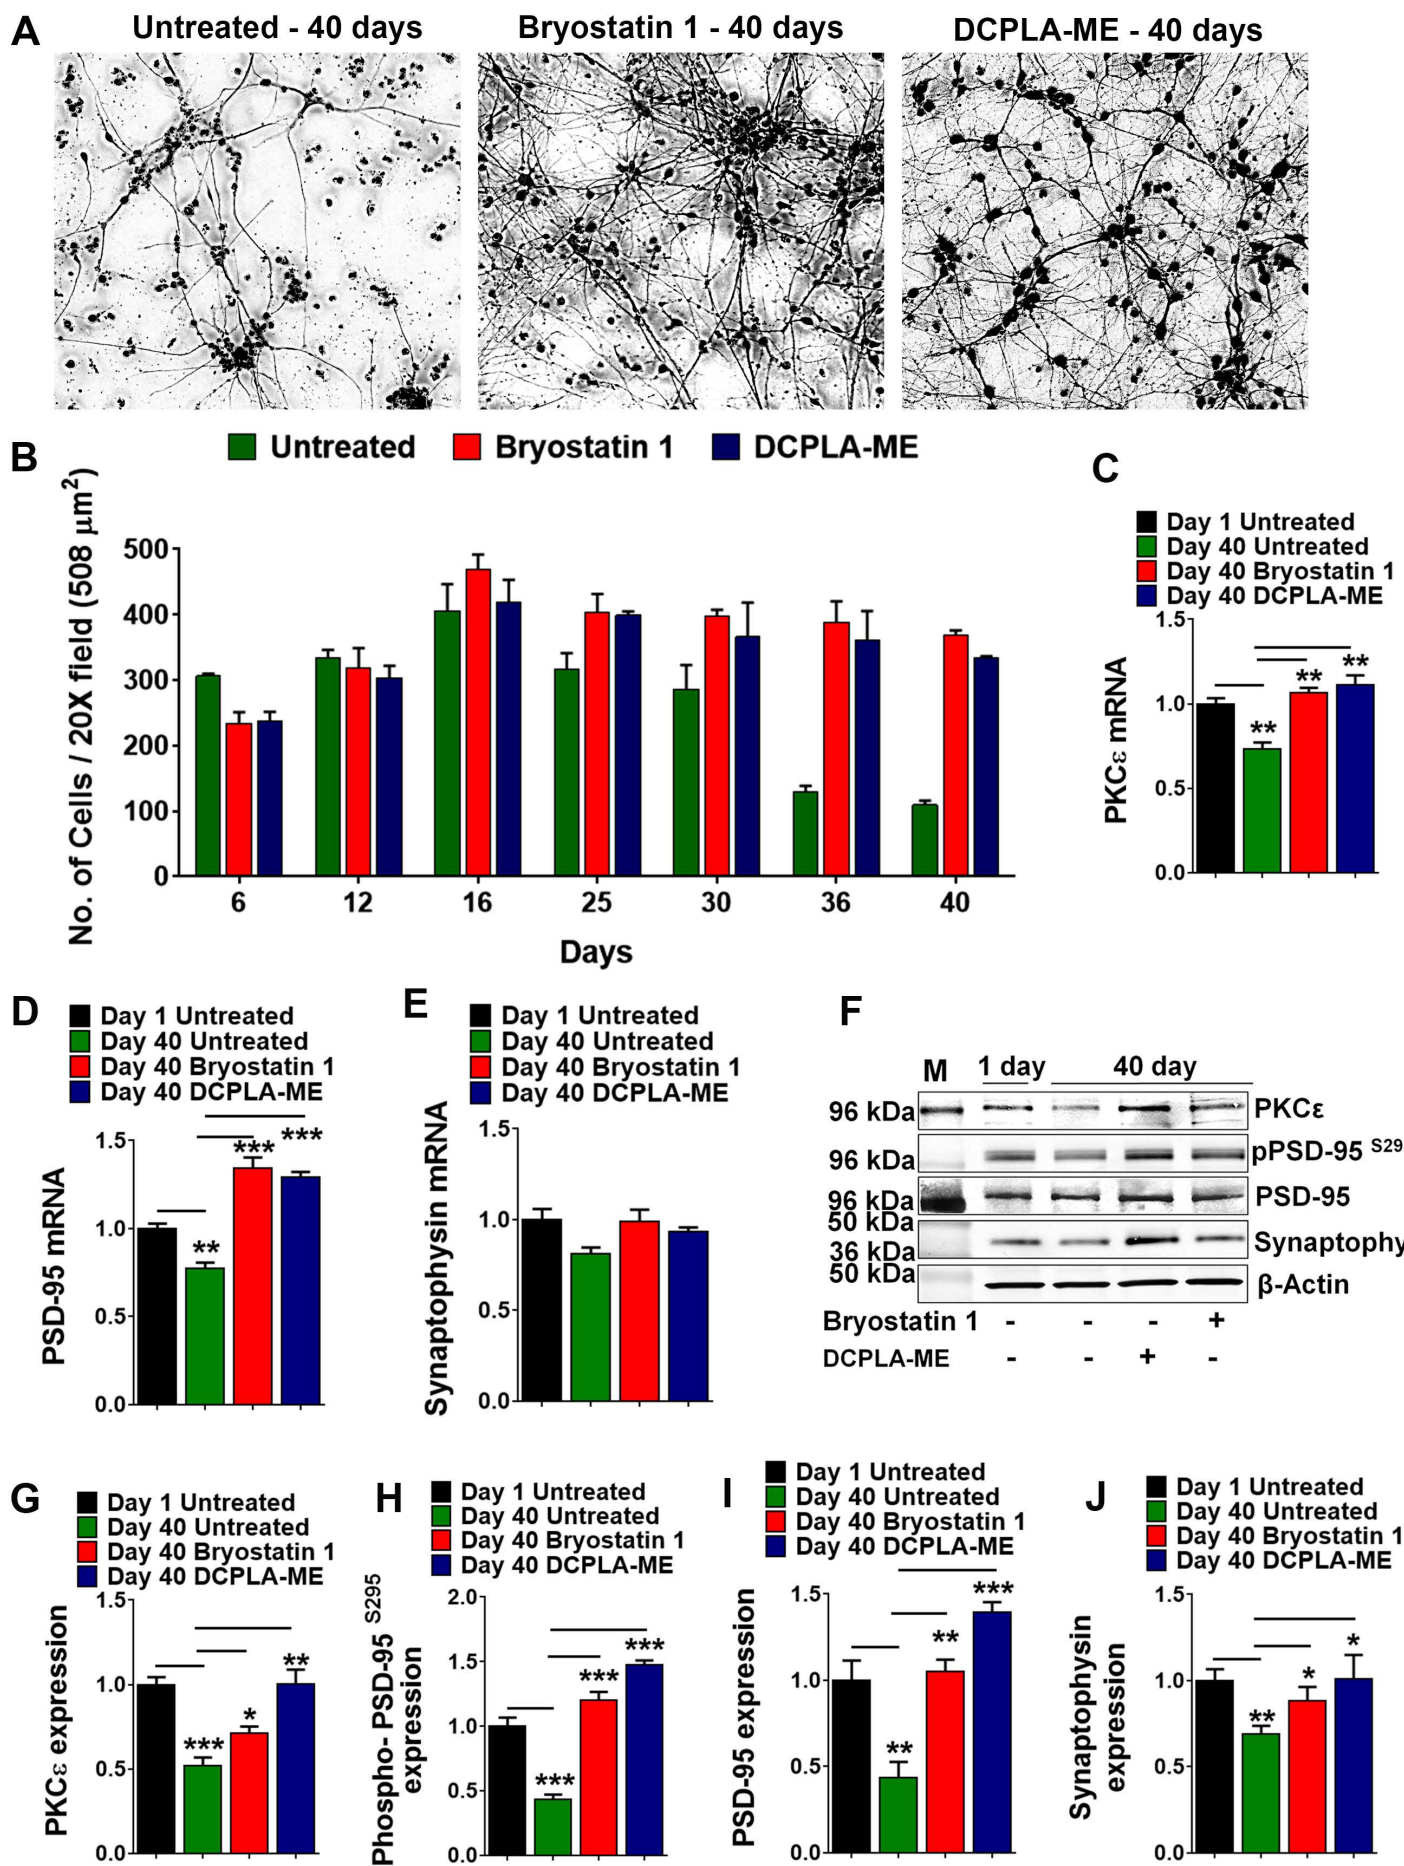 A
Untreated - 40 days
Bryostatin 1 - 40 days
DCPLA-ME - 40 days
B
Untreated
Bryostatin 1
DCPLA-ME
No. of Cells / 20X field (508 µm²)
500
400
300
200
100
0
6
12
16
25
30
36
40
Days
C
Day 1 Untreated
Day 40 Untreated
Day 40 Bryostatin 1
Day 40 DCPLA-ME
PKCε mRNA
1.5
1.0
0.5
0.0
**
**
**
D
Day 1 Untreated
Day 40 Untreated
Day 40 Bryostatin 1
Day 40 DCPLA-ME
PSD-95 mRNA
1.5
1.0
0.5
0.0
**
***
***
E
Day 1 Untreated
Day 40 Untreated
Day 40 Bryostatin 1
Day 40 DCPLA-ME
Synaptophysin mRNA
1.5
1.0
0.5
0.0
F
M
1 day
40 day
96 kDa
PKCε
96 kDa
pPSD-95 S29
96 kDa
PSD-95
50 kDa
36 kDa
Synaptophy
50 kDa
β-Actin
Bryostatin 1 - - - +
DCPLA-ME - - + -
G
Day 1 Untreated
Day 40 Untreated
Day 40 Bryostatin 1
Day 40 DCPLA-ME
PKCε expression
1.5
1.0
0.5
0.0
***
*
**
H
Day 1 Untreated
Day 40 Untreated
Day 40 Bryostatin 1
Day 40 DCPLA-ME
Phospho- PSD-95 S295
expression
2.0
1.5
1.0
0.5
0.0
***
***
***
I
Day 1 Untreated
Day 40 Untreated
Day 40 Bryostatin 1
Day 40 DCPLA-ME
PSD-95 expression
1.5
1.0
0.5
0.0
**
**
***
J
Day 1 Untreated
Day 40 Untreated
Day 40 Bryostatin 1
Day 40 DCPLA-ME
Synaptophysin
expression
1.5
1.0
0.5
0.0
**
*
*